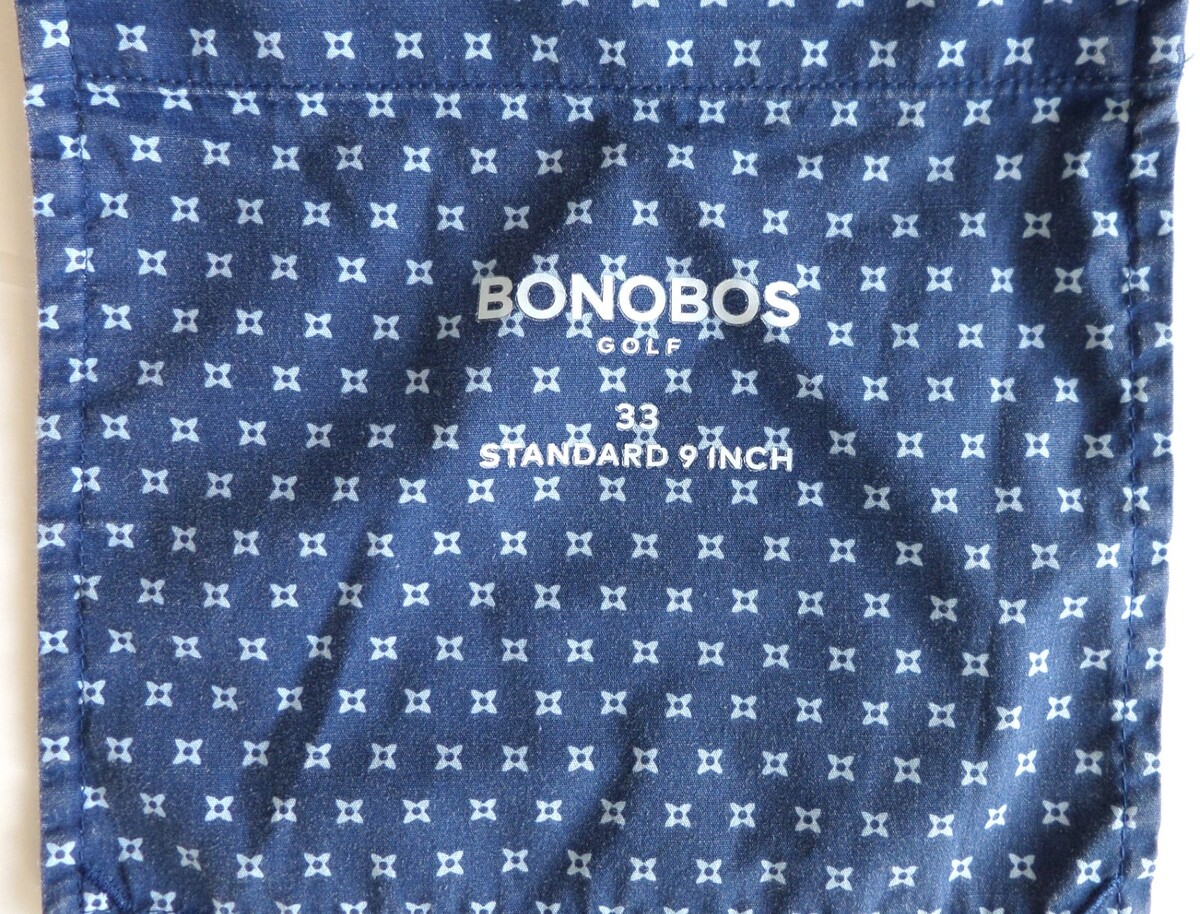 BONOBOS
GOLF
33
STANDARD 9 INCH